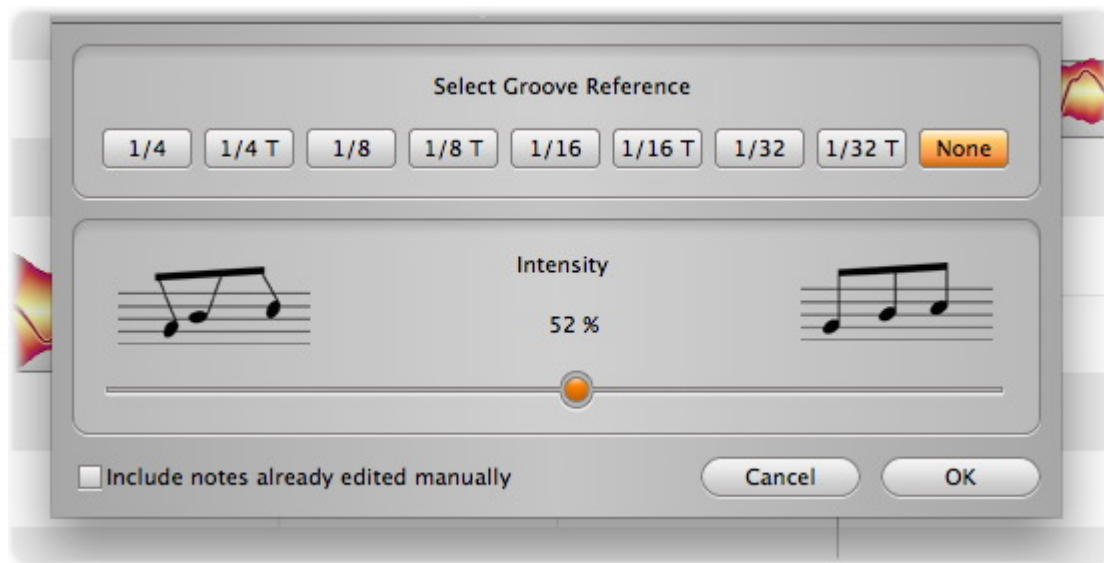 Select Groove Reference
1/4 1/4 T 1/8 1/8 T 1/16 1/16 T 1/32 1/32 T None
Intensity
52 %
Include notes already edited manually Cancel OK